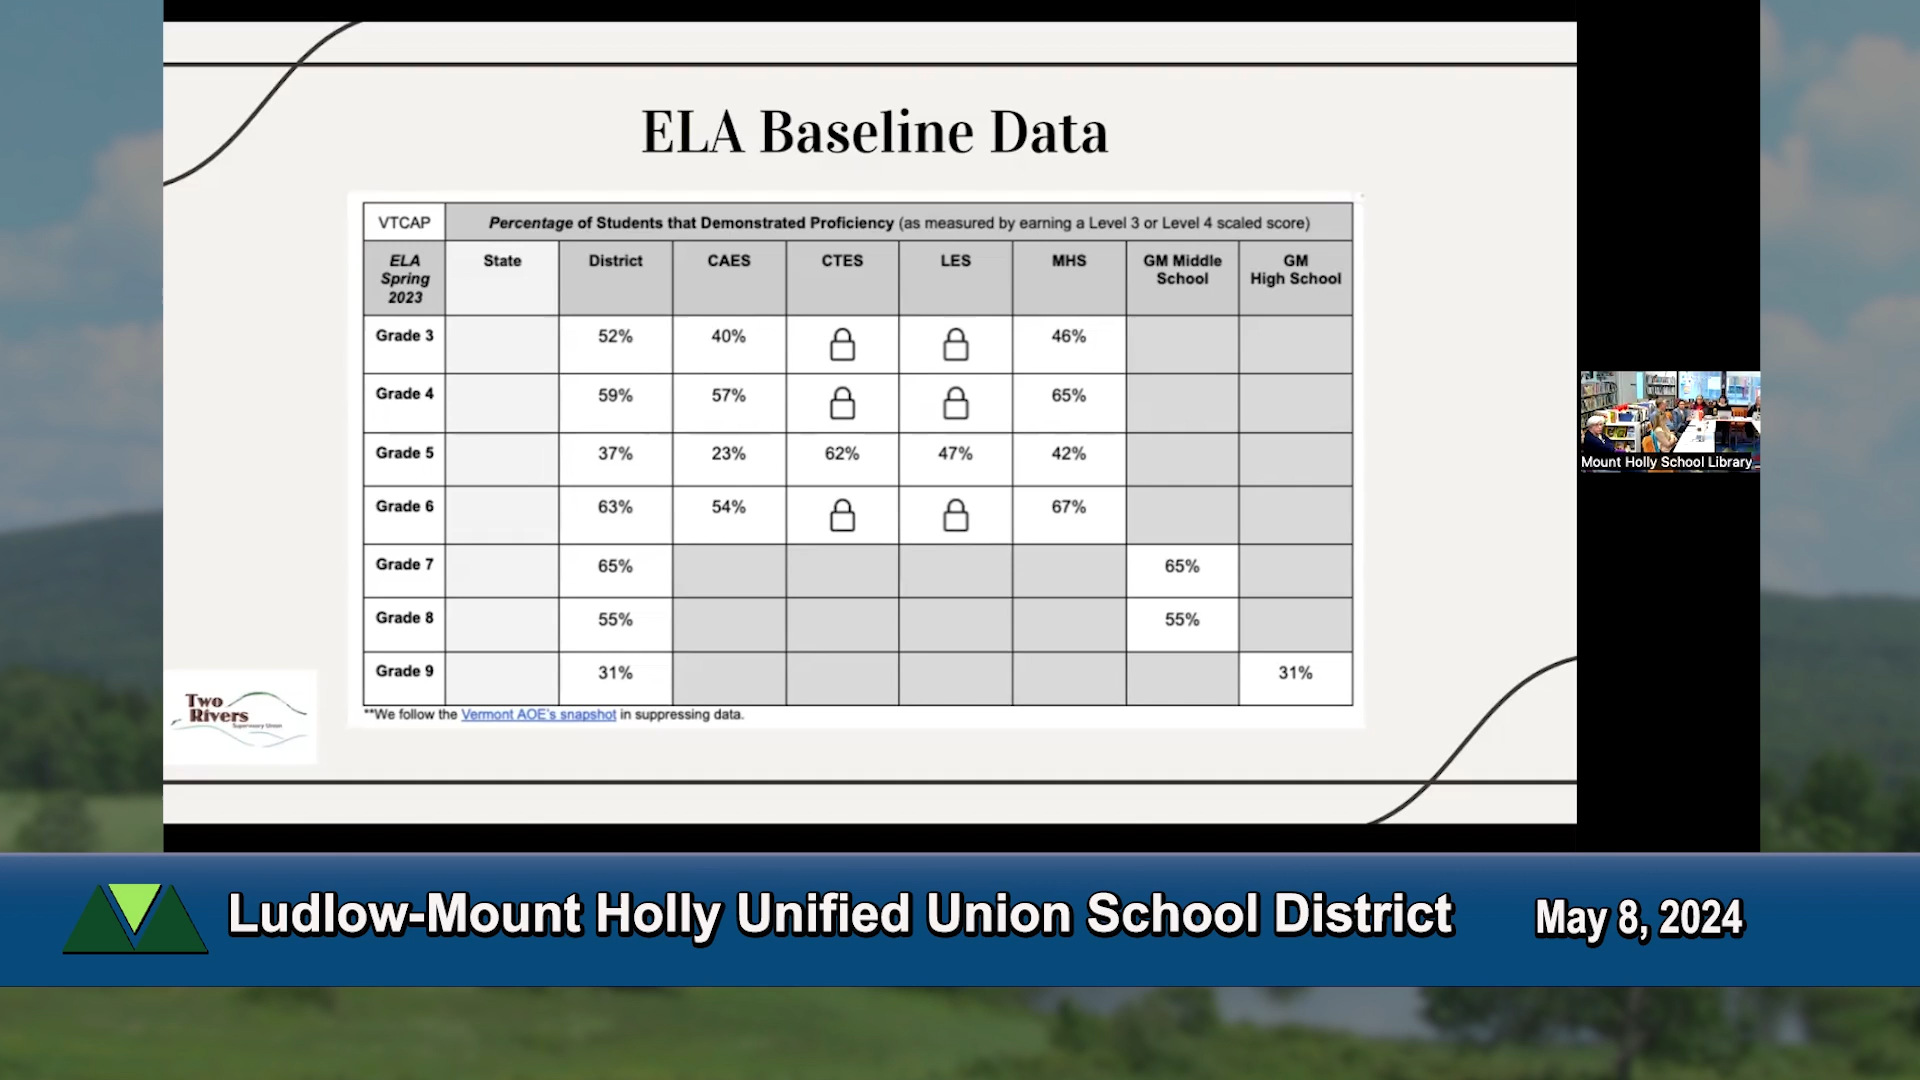 ELA Baseline Data
VTCAP
Percentage of Students that Demonstrated Proficiency (as measured by earning a Level 3 or Level 4 scaled score)
ELA Spring 2023 State District CAES CTES LES MHS GM Middle School GM High School
Grade 3 52% 40% 46%
Grade 4 59% 57% 65%
Grade 5 37% 23% 62% 47% 42%
Grade 6 63% 54% 67%
Grade 7 65% 65%
Grade 8 55% 55%
Grade 9 31% 31%
**We follow the Vermont AOE's snapshot in suppressing data.
Two
Rivers
Supervisory Union
Mount Holly School Library
Ludlow-Mount Holly Unified Union School District
May 8, 2024